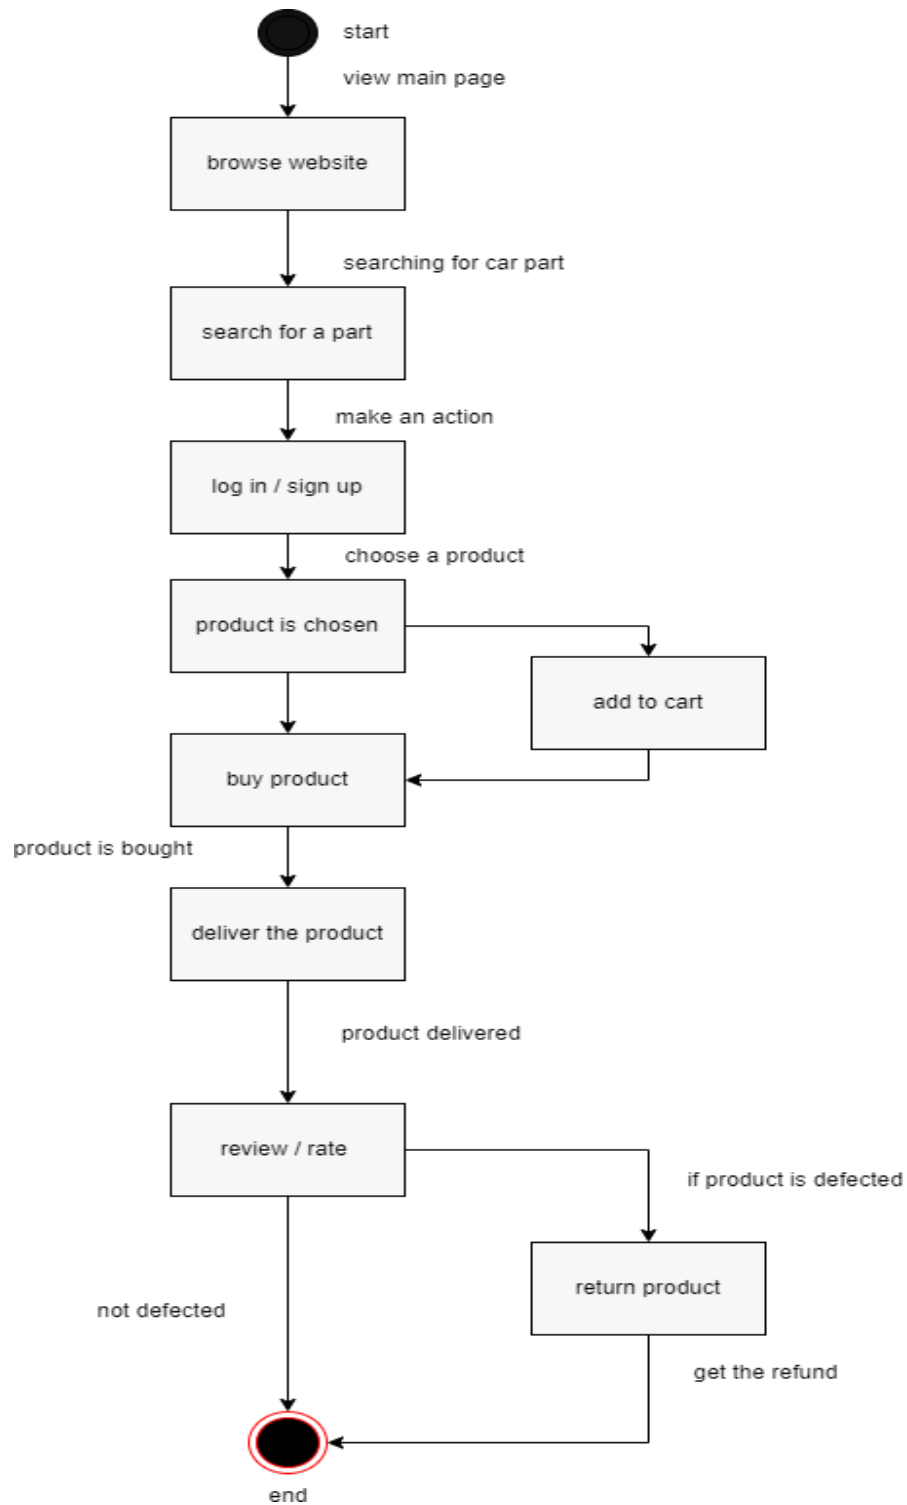 start
view main page
browse website
searching for car part
search for a part
make an action
log in / sign up
choose a product
product is chosen
add to cart
buy product
product is bought
deliver the product
product delivered
review / rate
if product is defected
return product
not defected
get the refund
end